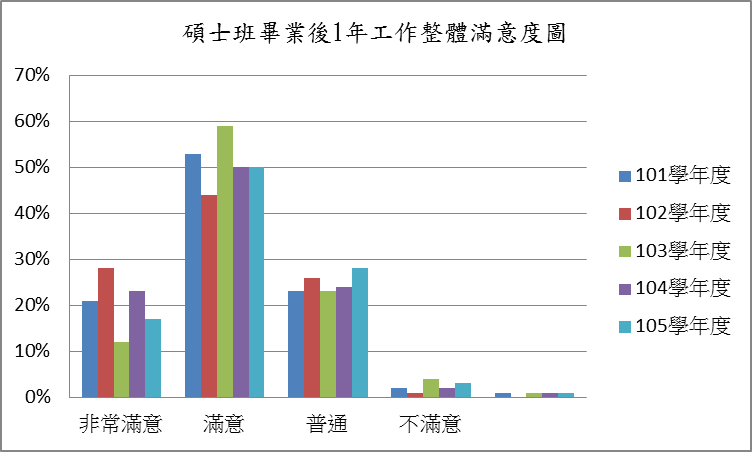 碩士班畢業後1年工作整體滿意度圖
70%
60%
50%
40%
30%
20%
10%
0%
非常滿意 滿意 普通 不滿意
101學年度
102學年度
103學年度
104學年度
105學年度